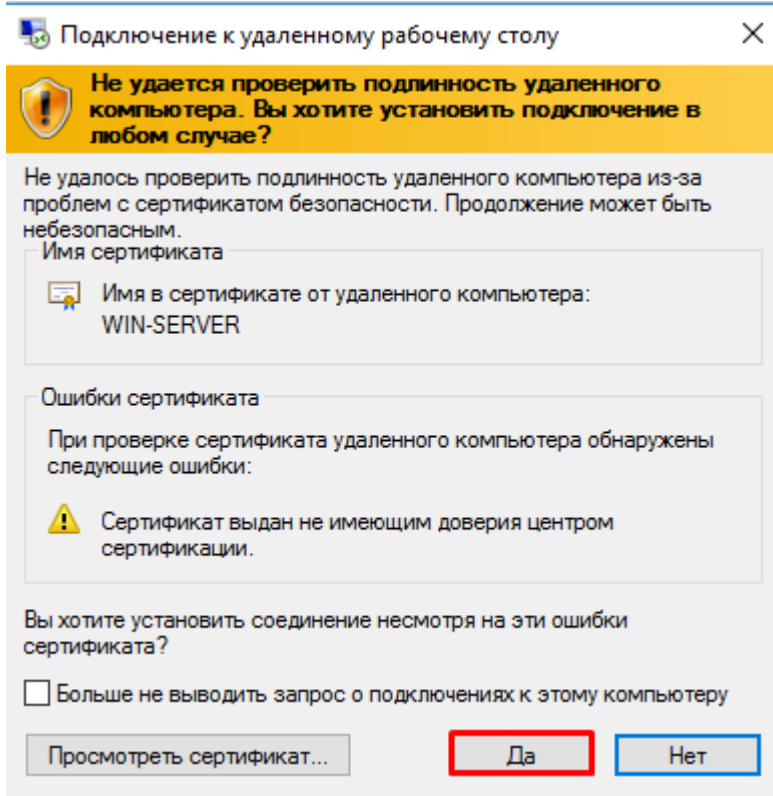 Подключение к удаленному рабочему столу
Не удается проверить подлинность удаленного
компьютера. Вы хотите установить подключение в
любом случае?
Не удалось проверить подлинность удаленного компьютера из-за
проблем с сертификатом безопасности. Продолжение может быть
небезопасным.
Имя сертификата
Имя в сертификате от удаленного компьютера:
WIN-SERVER
Ошибки сертификата
При проверке сертификата удаленного компьютера обнаружены
следующие ошибки:
Сертификат выдан не имеющим доверия центром
сертификации.
Вы хотите установить соединение несмотря на эти ошибки
сертификата?
Больше не выводить запрос о подключениях к этому компьютеру
Просмотреть сертификат... Да Нет